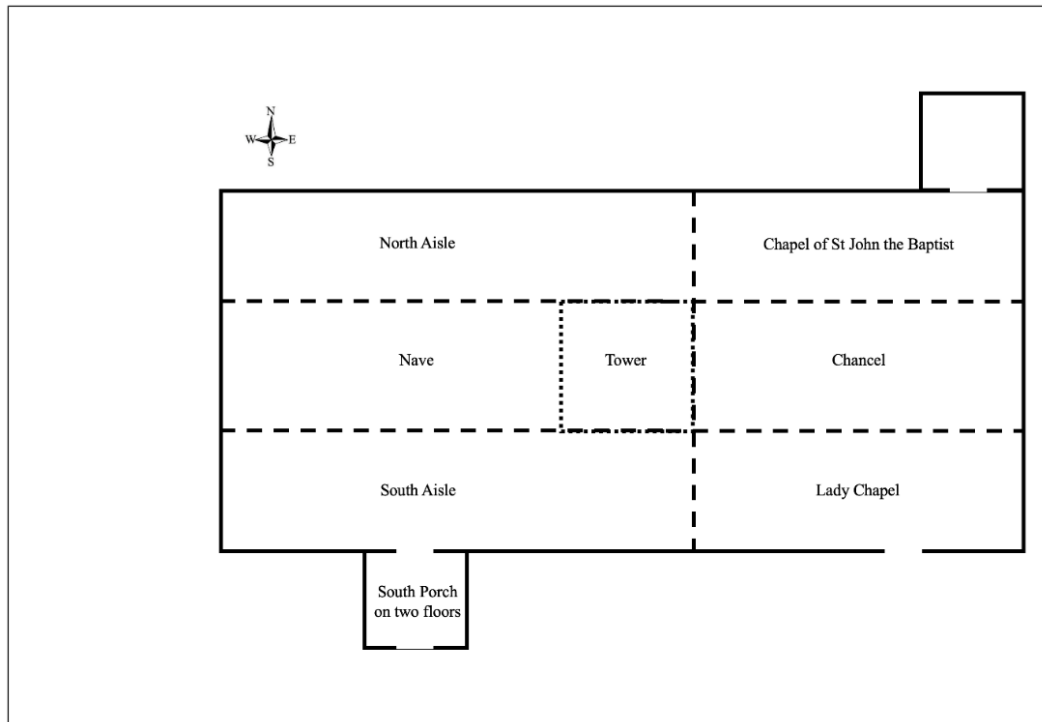 N
W E
S
North Aisle
Chapel of St John the Baptist
Nave
Tower
Chancel
South Aisle
Lady Chapel
South Porch
on two floors